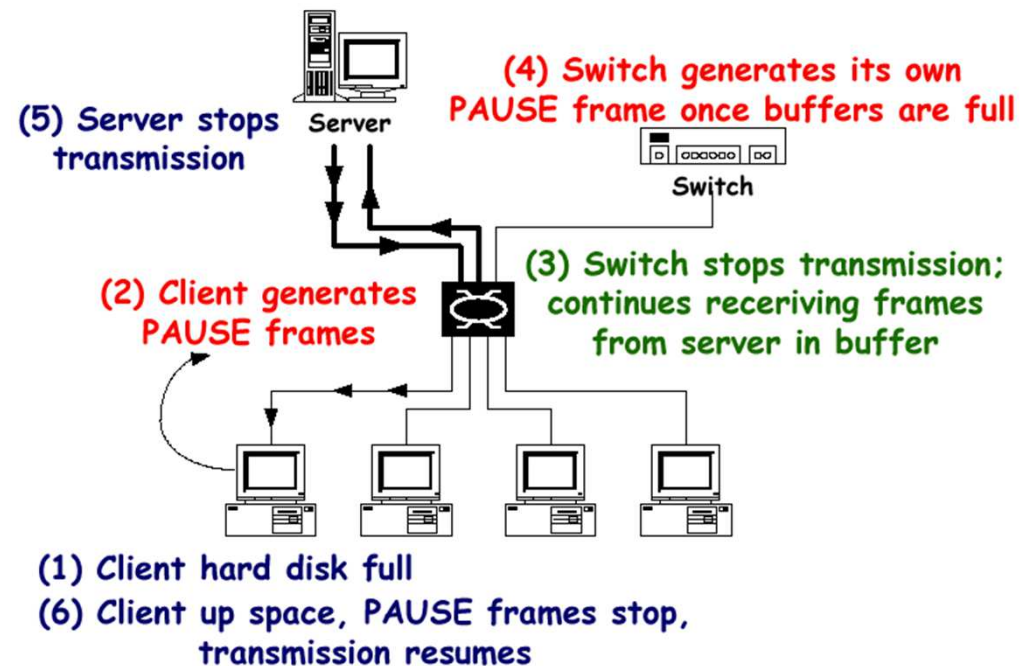 (4) Switch generates its own
PAUSE frame once buffers are full
(5) Server stops
transmission
Server
Switch
(3) Switch stops transmission;
continues receriving frames
from server in buffer
(2) Client generates
PAUSE frames
(1) Client hard disk full
(6) Client up space, PAUSE frames stop,
transmission resumes